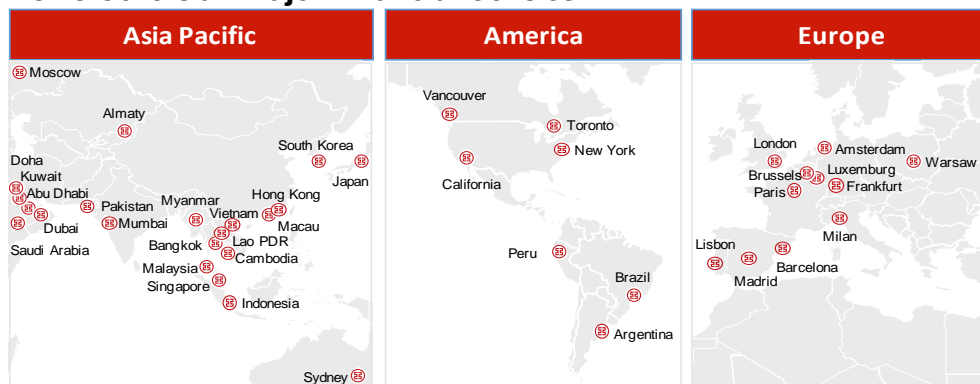 Asia Pacific
Moscow
Almaty
South Korea
Japan
Doha
Kuwait
Abu Dhabi
Dubai
Saudi Arabia
Pakistan
Mumbai
Myanmar
Vietnam
Hong Kong
Macau
Bangkok
Lao PDR
Cambodia
Malaysia
Singapore
Indonesia
Sydney
America
Vancouver
Toronto
New York
California
Peru
Brazil
Argentina
Europe
London
Amsterdam
Warsaw
Brussels
Luxemburg
Paris
Frankfurt
Milan
Lisbon
Madrid
Barcelona